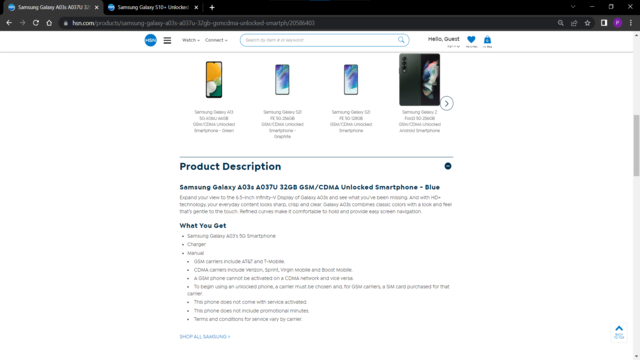 Samsung Galaxy A03s A037U 32G
Samsung Galaxy S10+ Unlocked
hsn.com/products/samsung-galaxy-a03s-a037u-32gb-gsmcdma-unlocked-smartph/20586403
P
HSN
Watch
Connect
Search by item # or keyword
Hello, Guest
Samsung Galaxy A13
GSM/CDMA Unlocked
Smartphone - Green
Samsung Galaxy S21
FE 5G 256GB
GSM/CDMA Unlocked
Smartphone -
Graphite
Samsung Galaxy S21
FE 5G 128GB
GSM/CDMA Unlocked
Smartphone
Samsung Galaxy Z
Fold3 5G 256GB
GSM/CDMA Unlocked
Android Smartphone
Product Description
Samsung Galaxy A03s A037U 32GB GSM/CDMA Unlocked Smartphone - Blue
Expand your view to the 6.5-inch Infinity-V Display of Galaxy A03s and see what you've been missing. And with HD+
technology, your everyday content looks sharp, crisp and clear. Galaxy A03s combines classic colors with a look and feel
that's gentle to the touch. Refined curves make it comfortable to hold and provide easy screen navigation.
What You Get
Samsung Galaxy A03s 5G Smartphone
Charger
Manual
GSM carriers include AT&T and T-Mobile.
CDMA carriers include Verizon, Sprint, Virgin Mobile and Boost Mobile.
A GSM phone cannot be activated on a CDMA network and vice versa.
To begin using an unlocked phone, a carrier must be chosen and, for GSM carriers, a SIM card purchased for that
carrier.
This phone does not come with service activated.
This phone does not include promotional minutes.
Terms and conditions for service vary by carrier.
SHOP ALL SAMSUNG >
BACK
TO TOP